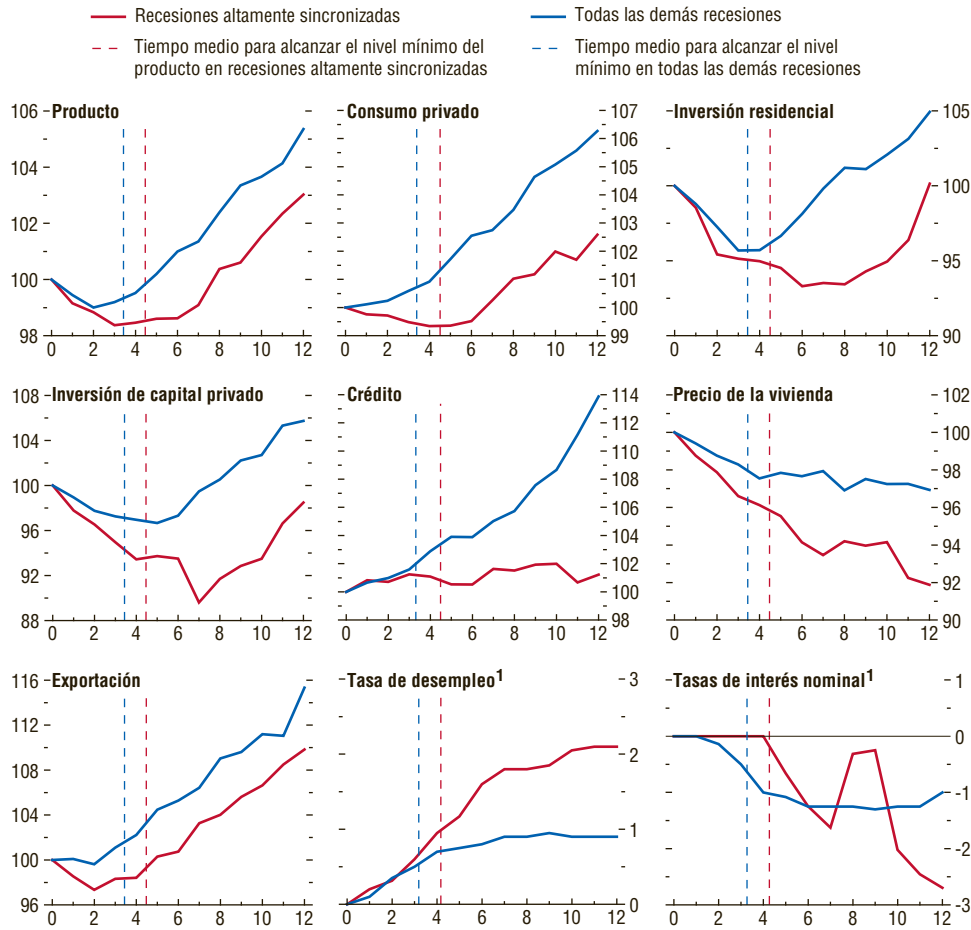 Recesiones altamente sincronizadas
Todas las demás recesiones
Tiempo medio para alcanzar el nivel mínimo del
producto en recesiones altamente sincronizadas
Tiempo medio para alcanzar el nivel
mínimo en todas las demás recesiones
Producto
106
104
102
100
98
0 2 4 6 8 10 12
Consumo privado
107
106
105
104
103
102
101
100
99
0 2 4 6 8 10 12
Inversión residencial
105
100
95
90
0 2 4 6 8 10 12
Inversión de capital privado
108
104
100
96
92
88
0 2 4 6 8 10 12
Crédito
114
112
110
108
106
104
102
100
98
0 2 4 6 8 10 12
Precio de la vivienda
102
100
98
96
94
92
90
0 2 4 6 8 10 12
Exportación
116
112
108
104
100
96
0 2 4 6 8 10 12
Tasa de desempleo1
3
2
1
0
0 2 4 6 8 10 12
Tasas de interés nominal1
1
0
-1
-2
-3
0 2 4 6 8 10 12